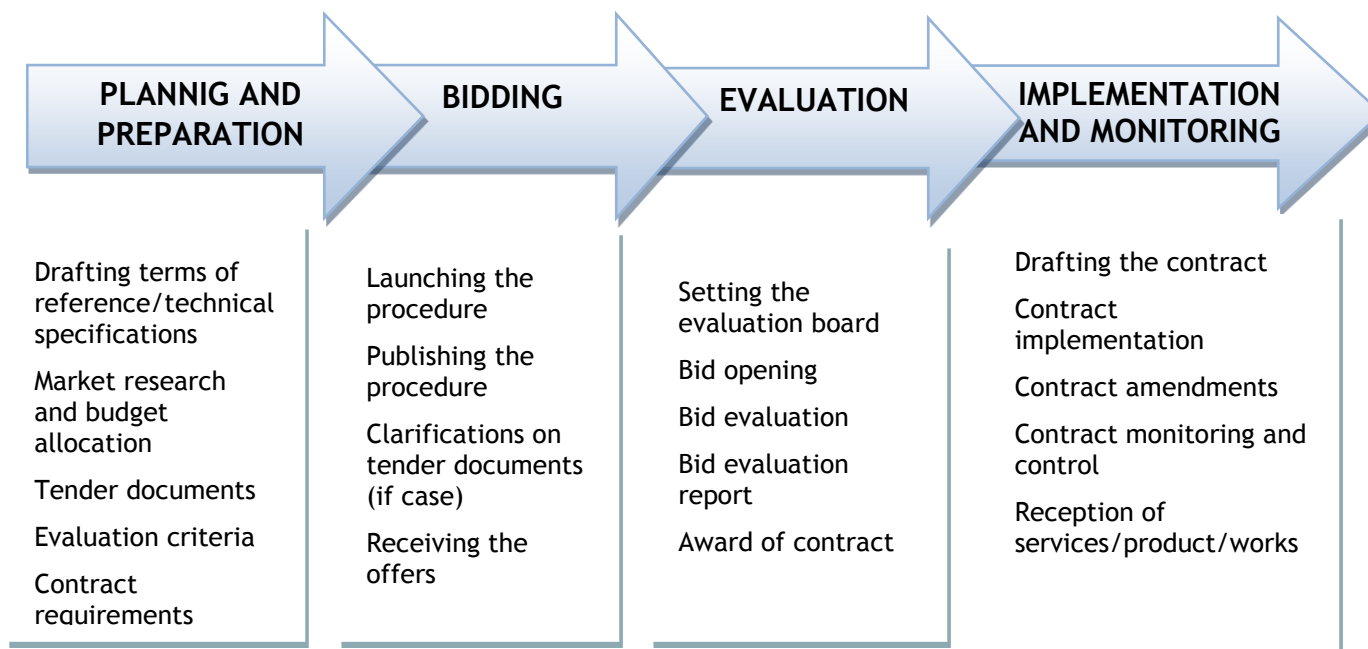 PLANNIG AND
PREPARATION
BIDDING
EVALUATION
IMPLEMENTATION
AND MONITORING
Drafting terms of
reference/technical
specifications
Market research
and budget
allocation
Tender documents
Evaluation criteria
Contract
requirements
Launching the
procedure
Publishing the
procedure
Clarifications on
tender documents
(if case)
Receiving the
offers
Setting the
evaluation board
Bid opening
Bid evaluation
Bid evaluation
report
Award of contract
Drafting the contract
Contract
implementation
Contract amendments
Contract monitoring and
control
Reception of
services/product/works